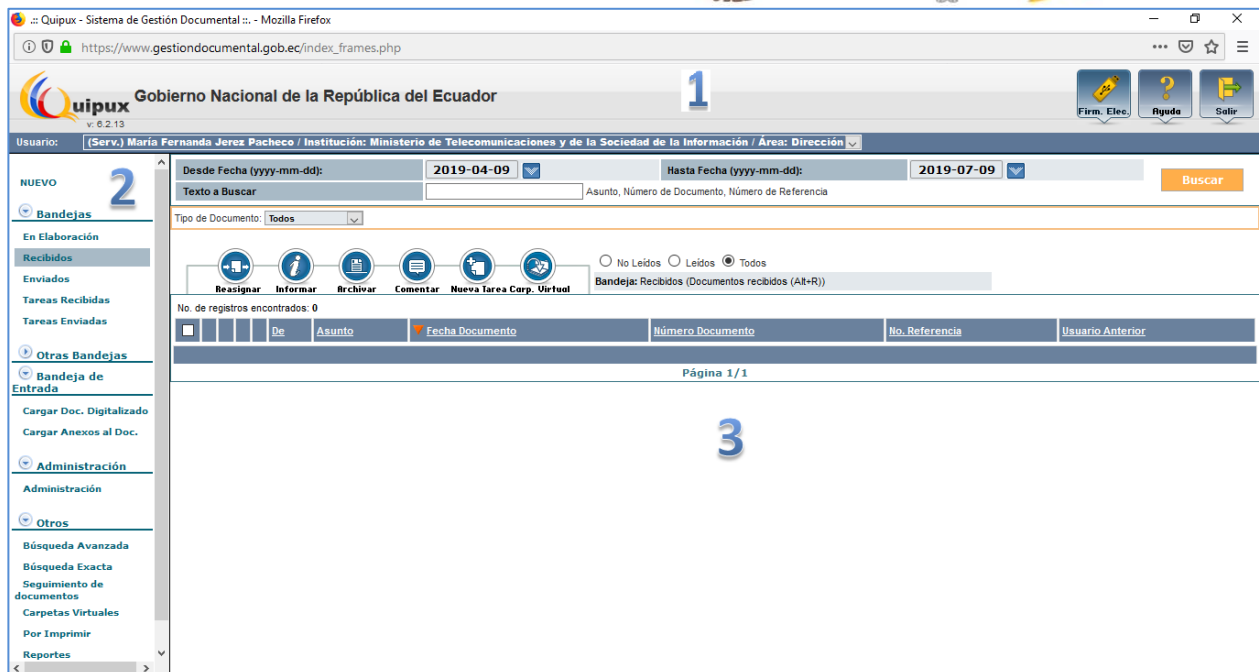 .:: Quipux - Sistema de Gestión Documental ::. - Mozilla Firefox
https://www.gestiondocumental.gob.ec/index_frames.php
Quipux Gobierno Nacional de la República del Ecuador
v: 6.2.13
1
Firm. Elec. Ayuda Salir
Usuario: (Serv.) María Fernanda Jerez Pacheco / Institución: Ministerio de Telecomunicaciones y de la Sociedad de la Información / Área: Dirección
2
NUEVO
Bandejas
En Elaboración
Recibidos
Enviados
Tareas Recibidas
Tareas Enviadas
Otras Bandejas
Bandeja de
Entrada
Cargar Doc. Digitalizado
Cargar Anexos al Doc.
Administración
Administración
Otros
Búsqueda Avanzada
Búsqueda Exacta
Seguimiento de
documentos
Carpetas Virtuales
Por Imprimir
Reportes
Desde Fecha (yyyy-mm-dd): 2019-04-09 Hasta Fecha (yyyy-mm-dd): 2019-07-09
Texto a Buscar Asunto, Número de Documento, Número de Referencia
Buscar
Tipo de Documento: Todos
Reasignar Informar Archivar Comentar Nueva Tarea Carp. Virtual
No Leídos Leídos Todos
Bandeja: Recibidos (Documentos recibidos (Alt+R))
No. de registros encontrados: 0
De Asunto Fecha Documento Número Documento No. Referencia Usuario Anterior
Página 1/1
3